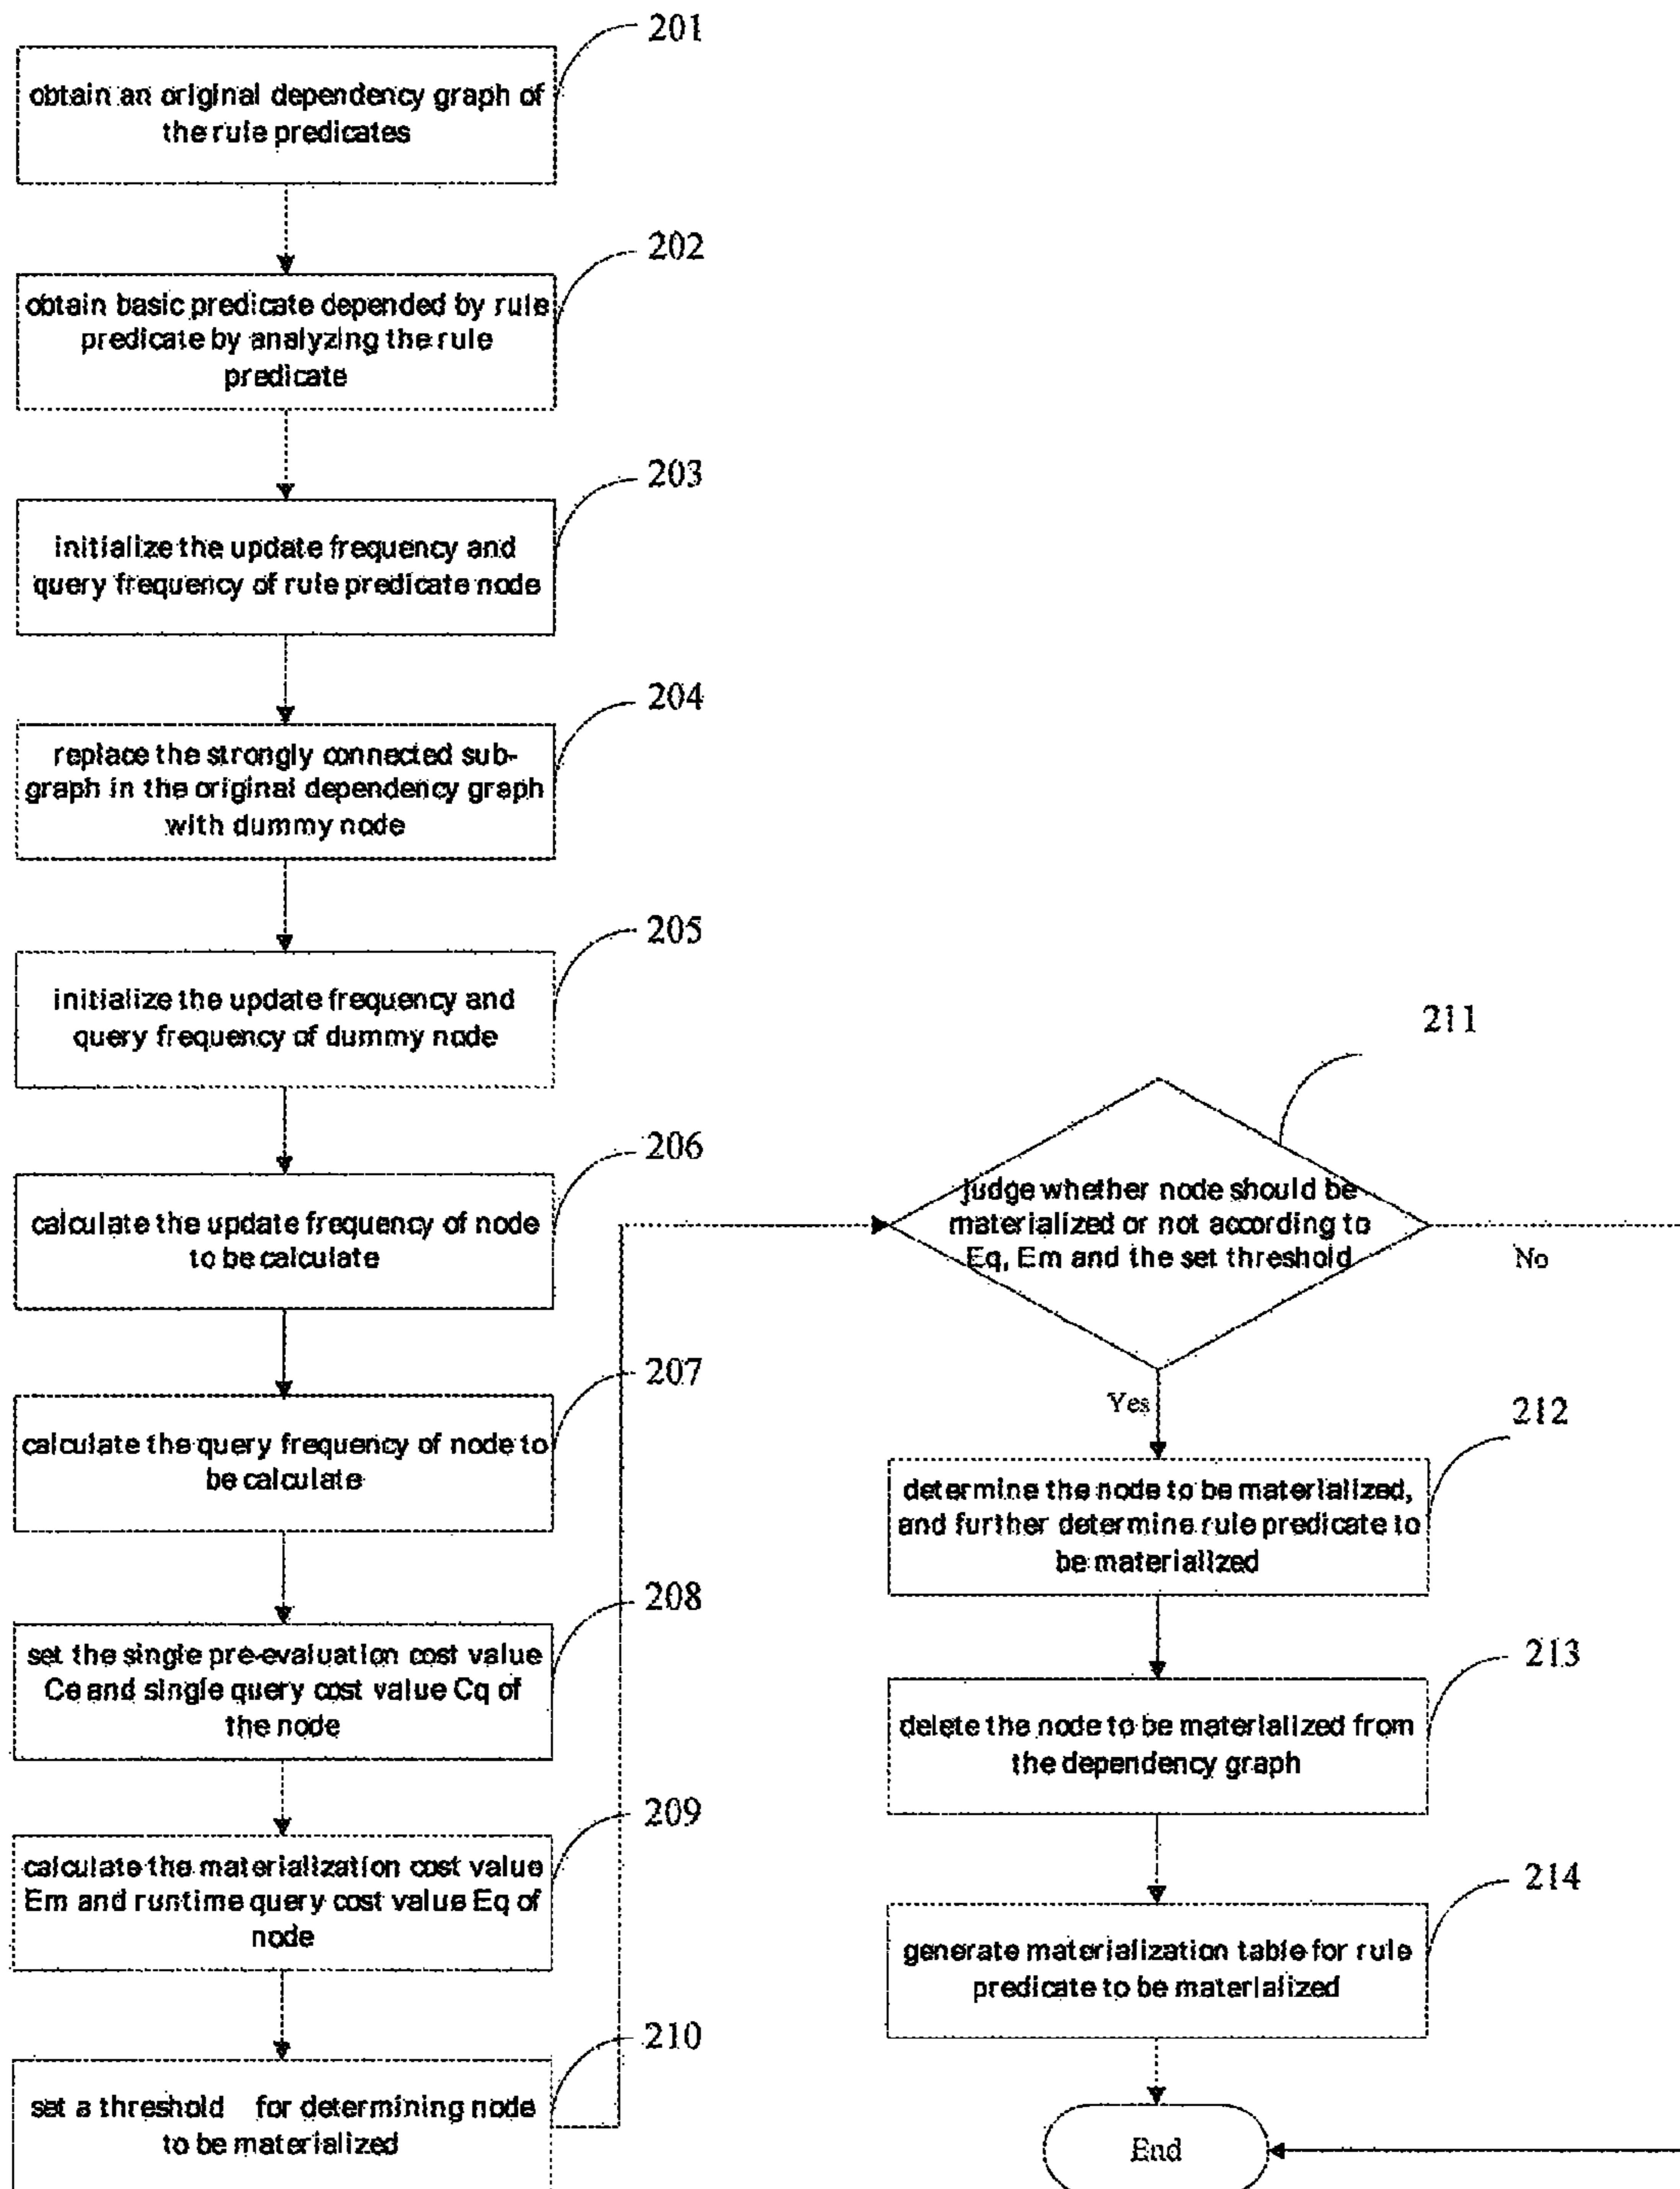 201
obtain an original dependency graph of
the rule predicates
202
obtain basic predicate depended by rule
predicate by analyzing the rule
predicate
203
initialize the update frequency and
query frequency of rule predicate node
204
replace the strongly connected sub-
graph in the original dependency graph
with dummy node
205
initialize the update frequency and
query frequency of dummy node
206
calculate the update frequency of node
to be calculate
207
calculate the query frequency of node to
be calculate
208
set the single pre-evaluation cost value
Ce and single query cost value Cq of
the node
209
calculate the materialization cost value
Em and runtime query cost value Eq of
node
210
set a threshold for determining node
to be materialized
211
judge whether node should be
materialized or not according to
Eq, Em and the set threshold
No
Yes
212
determine the node to be materialized,
and further determine rule predicate to
be materialized
213
delete the node to be materialized from
the dependency graph
214
generate materialization table for rule
predicate to be materialized
End